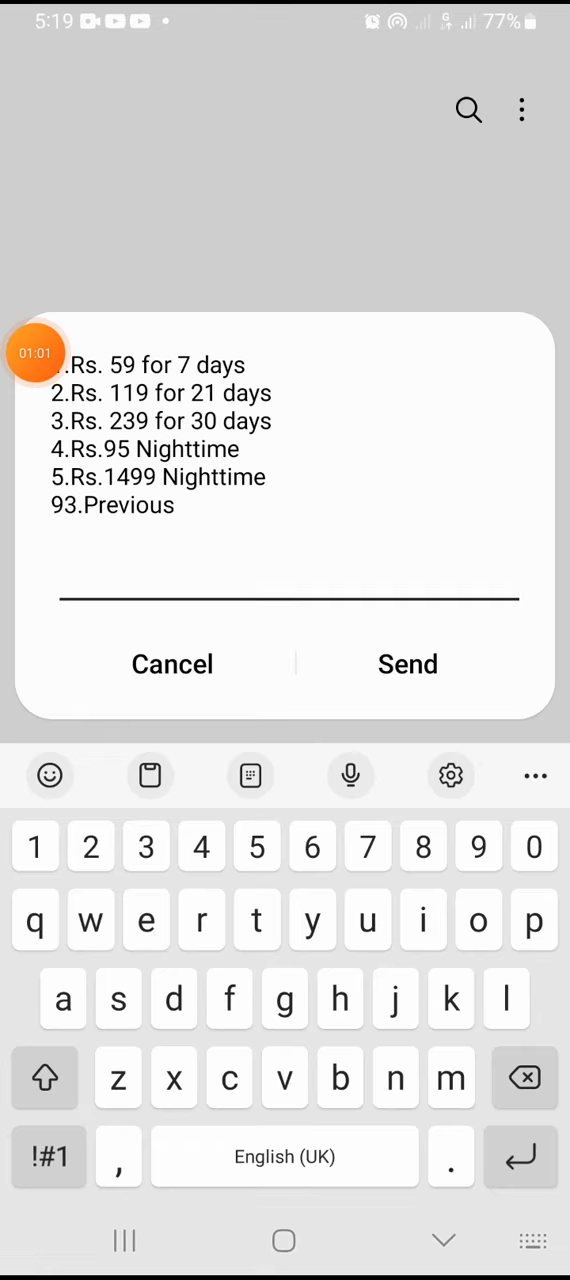 5:19
G
77%
01:01
.Rs. 59 for 7 days
2.Rs. 119 for 21 days
3.Rs. 239 for 30 days
4.Rs.95 Nighttime
5.Rs.1499 Nighttime
93.Previous
Cancel
Send
1 2 3 4 5 6 7 8 9 0
q w e r t y u i o p
a s d f g h j k l
z x c v b n m
!#1 , English (UK) .